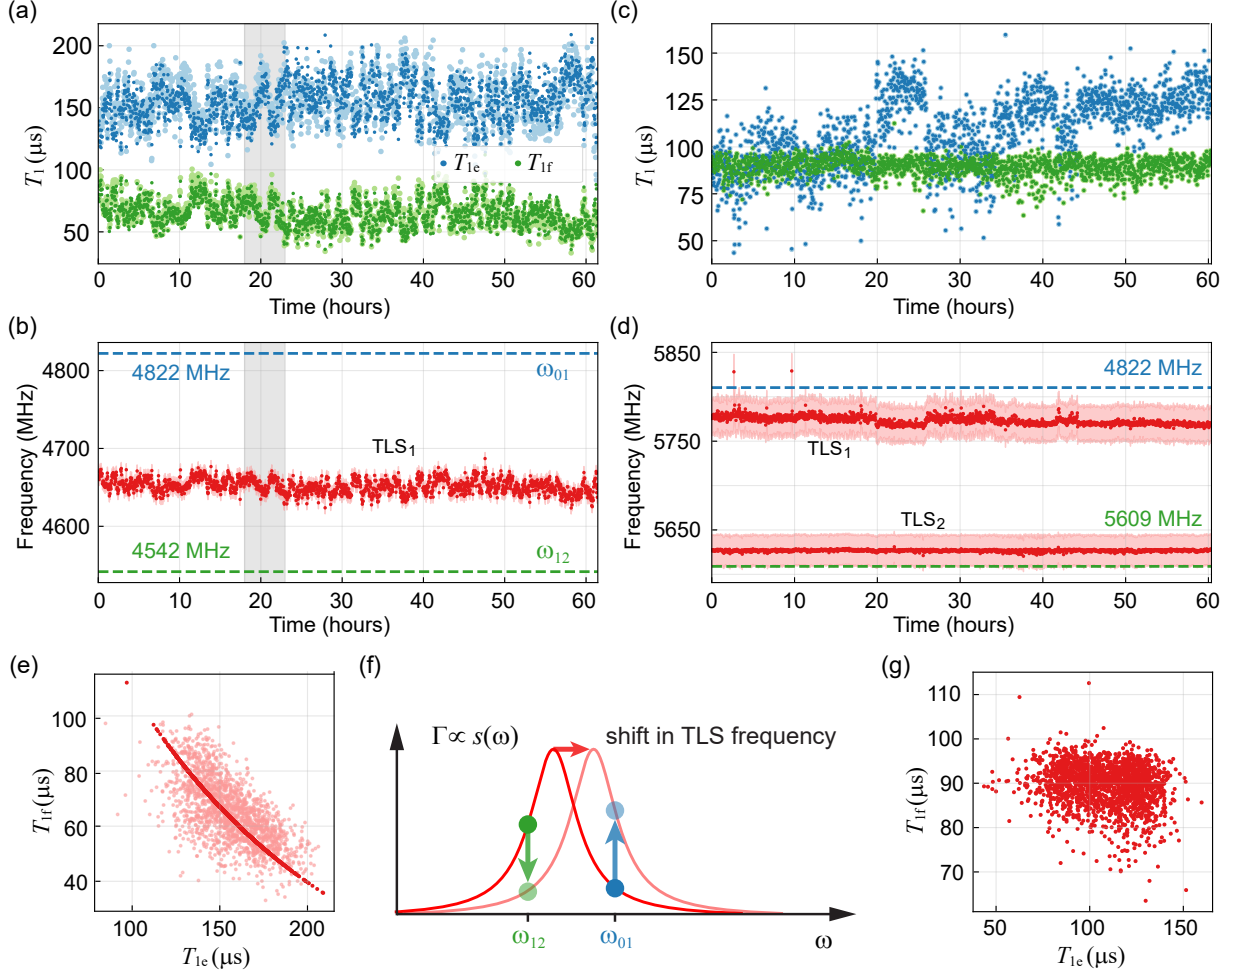 (a)
200
150
100
50
T1 (μs)
T1e
T1f
0
10
20
30
40
50
60
Time (hours)
(c)
150
125
100
75
50
T1 (μs)
0
10
20
30
40
50
60
Time (hours)
(b)
4800
4700
4600
Frequency (MHz)
4822 MHz
ω01
TLS1
4542 MHz
ω12
0
10
20
30
40
50
60
Time (hours)
(d)
5850
5750
5650
Frequency (MHz)
4822 MHz
TLS1
TLS2
5609 MHz
0
10
20
30
40
50
60
Time (hours)
(e)
100
80
60
40
T1f (μs)
100
150
200
T1e (μs)
(f)
Γ∝ s(ω)
shift in TLS frequency
ω12
ω01
ω
(g)
110
100
90
80
70
60
T1f (μs)
50
100
150
T1e (μs)